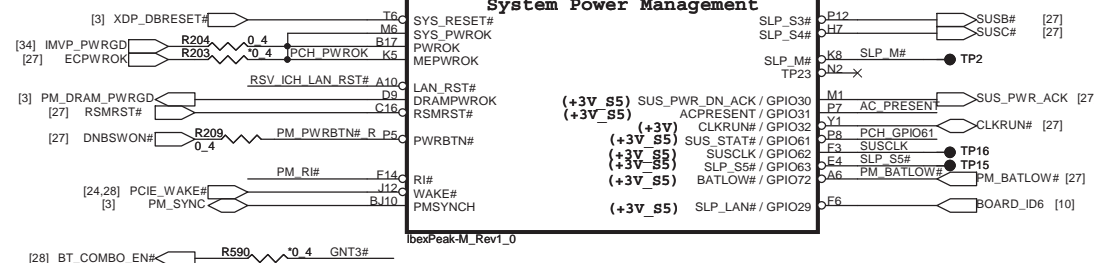 System Power Management
[3] XDP_DBRESET# T6 SYS_RESET# SLP_S3# P12 SUSB# [27]
M6 SYS_PWROK SLP_S4# H7 SUSC# [27]
[34] IMVP_PWRGD R204 0_4 B17 PWROK
[27] ECPWROK R203 *0_4 PCH_PWROK K5 MEPWROK SLP_M# K8 SLP_M# TP2
TP23 N2
RSV_ICH_LAN_RST# A10 LAN_RST#
[3] PM_DRAM_PWRGD D9 DRAMPWROK (+3V_S5) SUS_PWR_DN_ACK / GPIO30 M1 SUS_PWR_ACK [27
[27] RSMRST# C16 RSMRST# (+3V_S5) ACPRESENT / GPIO31 P7 AC_PRESENT
(+3V) CLKRUN# / GPIO32 Y1 CLKRUN# [27]
[27] DNBSWON# R209 0_4 PM_PWRBTN#_R P5 PWRBTN# (+3V_S5) SUS_STAT# / GPIO61 P8 PCH_GPIO61
(+3V_S5) SUSCLK / GPIO62 F3 SUSCLK TP16
(+3V_S5) SLP_S5# / GPIO63 E4 SLP_S5# TP15
PM_RI# F14 RI# (+3V_S5) BATLOW# / GPIO72 A6 PM_BATLOW# PM_BATLOW# [27]
[24,28] PCIE_WAKE# J12 WAKE#
[3] PM_SYNC BJ10 PMSYNCH (+3V_S5) SLP_LAN# / GPIO29 F6 BOARD_ID6 [10]
IbexPeak-M_Rev1_0
[28] BT_COMBO_EN# R590 *0_4 GNT3#